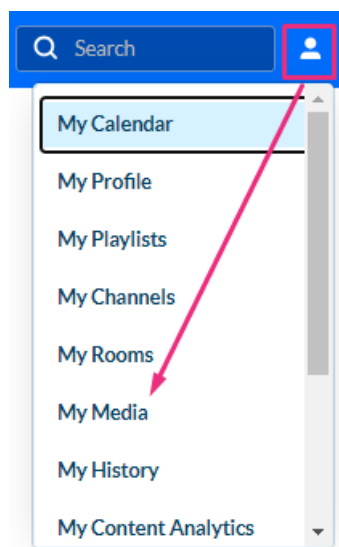 Search
My Calendar
My Profile
My Playlists
My Channels
My Rooms
My Media
My History
My Content Analytics